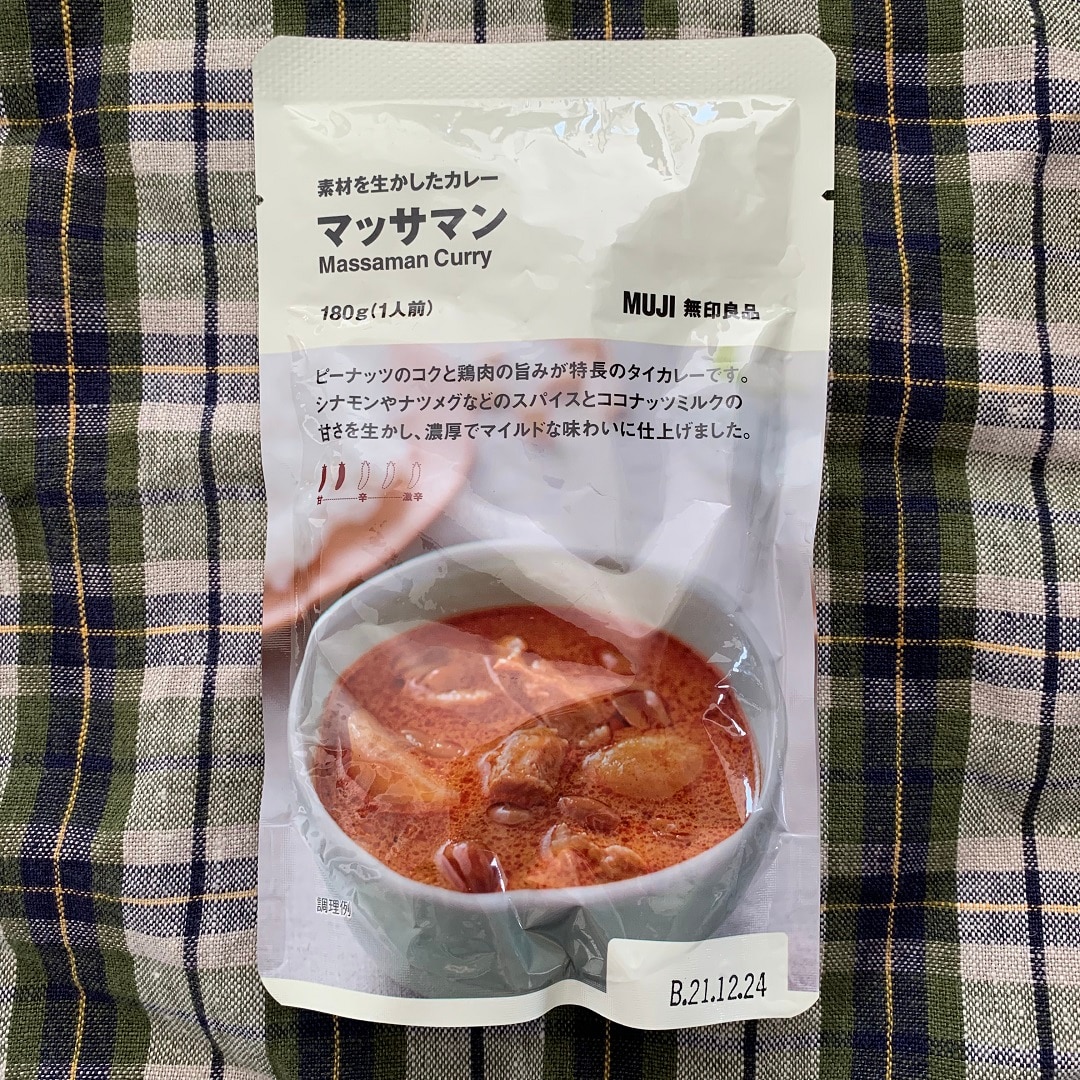 素材を生かしたカレー
マッサマン
Massaman Curry
180g(1人前)
MUJI 無印良品
ピーナッツのコクと鶏肉の旨みが特長のタイカレーです。
シナモンやナツメグなどのスパイスとココナッツミルクの
甘さを生かし、濃厚でマイルドな味わいに仕上げました。
甘 辛 激辛
調理例
B.21.12.24